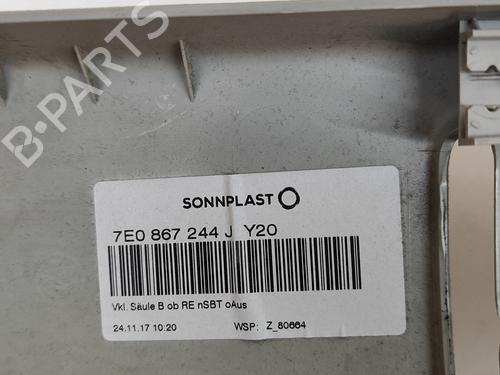 B-PARTS
SONNPLAST
7E0 867 244 J Y20
Vkl. Säule B ob RE nSBT oAus
24.11.17 10:20 WSP: Z_80664